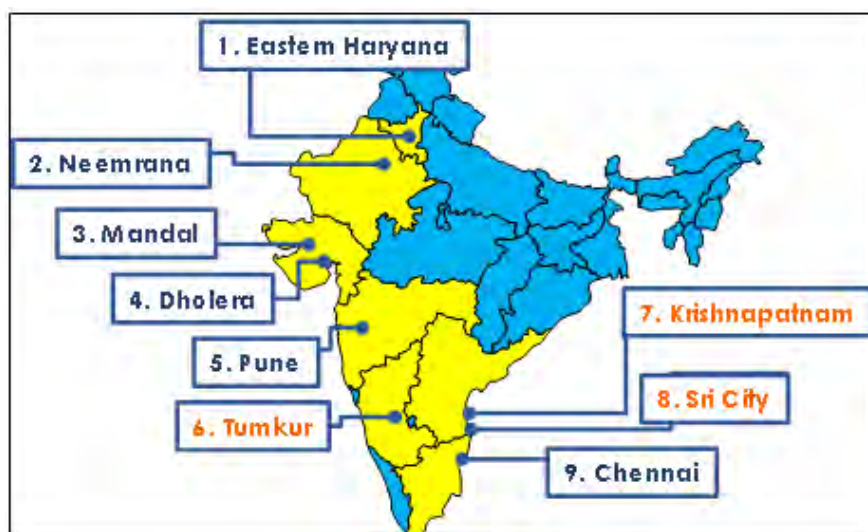 1. Eastern Haryana
2. Neemrana
3. Mandal
4. Dholera
5. Pune
6. Tumkur
7. Krishnapatnam
8. Sri City
9. Chennai